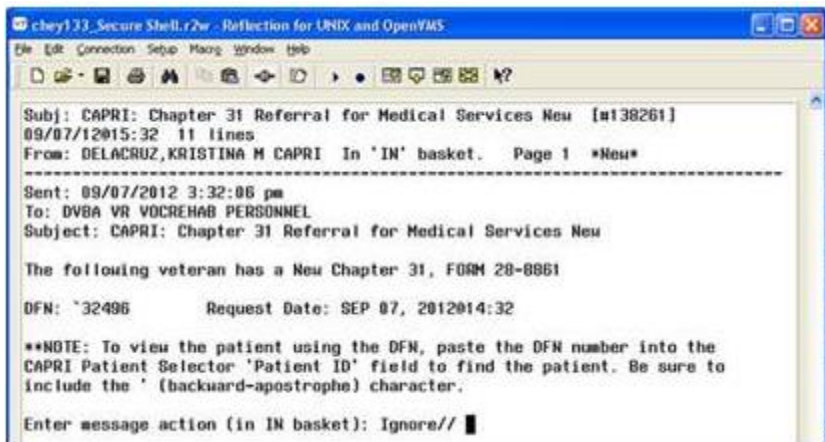 chey133_Secure Shell.r2w - Reflection for UNIX and OpenVMS
File Edit Connection Setup Macro Window Help
Subj: CAPRI: Chapter 31 Referral for Medical Services New [#138261]
09/07/12@15:32 11 lines
From: DELACRUZ,KRISTINA M CAPRI In 'IN' basket. Page 1 *New*
-------------------------------------------------------------------------------
Sent: 09/07/2012 3:32:06 pm
To: DVBA VR VOCREHAB PERSONNEL
Subject: CAPRI: Chapter 31 Referral for Medical Services New
The following veteran has a New Chapter 31, FORM 28-8861
DFN: `32496 Request Date: SEP 07, 2012@14:32
**NOTE: To view the patient using the DFN, paste the DFN number into the
CAPRI Patient Selector 'Patient ID' field to find the patient. Be sure to
include the ' (backward-apostrophe) character.
Enter message action (in IN basket): Ignore//